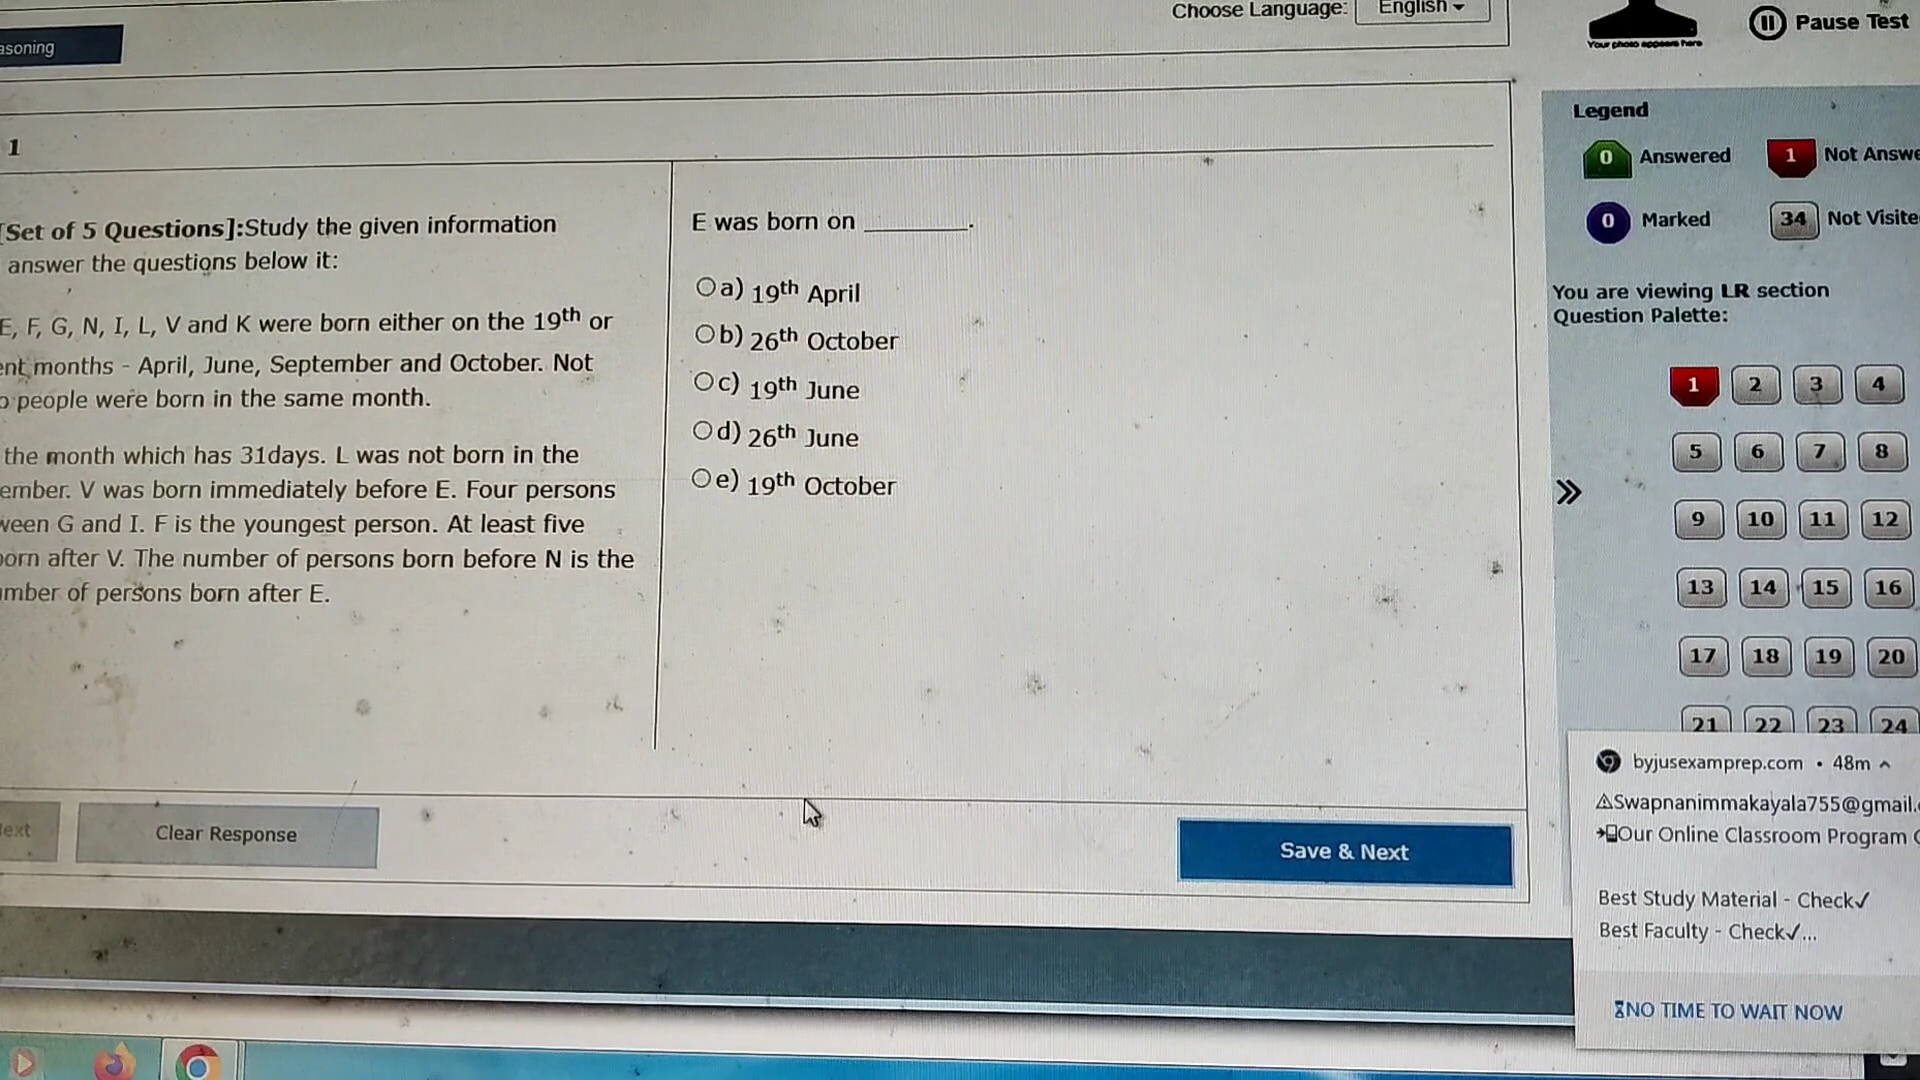 Choose Language: English
Your photo appears here
Pause Test
asoning
1
[Set of 5 Questions]:Study the given information
answer the questions below it:
E, F, G, N, I, L, V and K were born either on the 19th or
ent months - April, June, September and October. Not
o people were born in the same month.
the month which has 31days. L was not born in the
ember. V was born immediately before E. Four persons
ween G and I. F is the youngest person. At least five
born after V. The number of persons born before N is the
umber of persons born after E.
E was born on ________.
a) 19th April
b) 26th October
c) 19th June
d) 26th June
e) 19th October
Legend
0 Answered
1 Not Answe
0 Marked
34 Not Visite
You are viewing LR section
Question Palette:
1 2 3 4
5 6 7 8
9 10 11 12
13 14 15 16
17 18 19 20
21 22 23 24
ext
Clear Response
Save & Next
byjusexamprep.com • 48m
⚠Swapnanimmakayala755@gmail.c
Our Online Classroom Program
Best Study Material - Check✓
Best Faculty - Check✓...
⌛NO TIME TO WAIT NOW